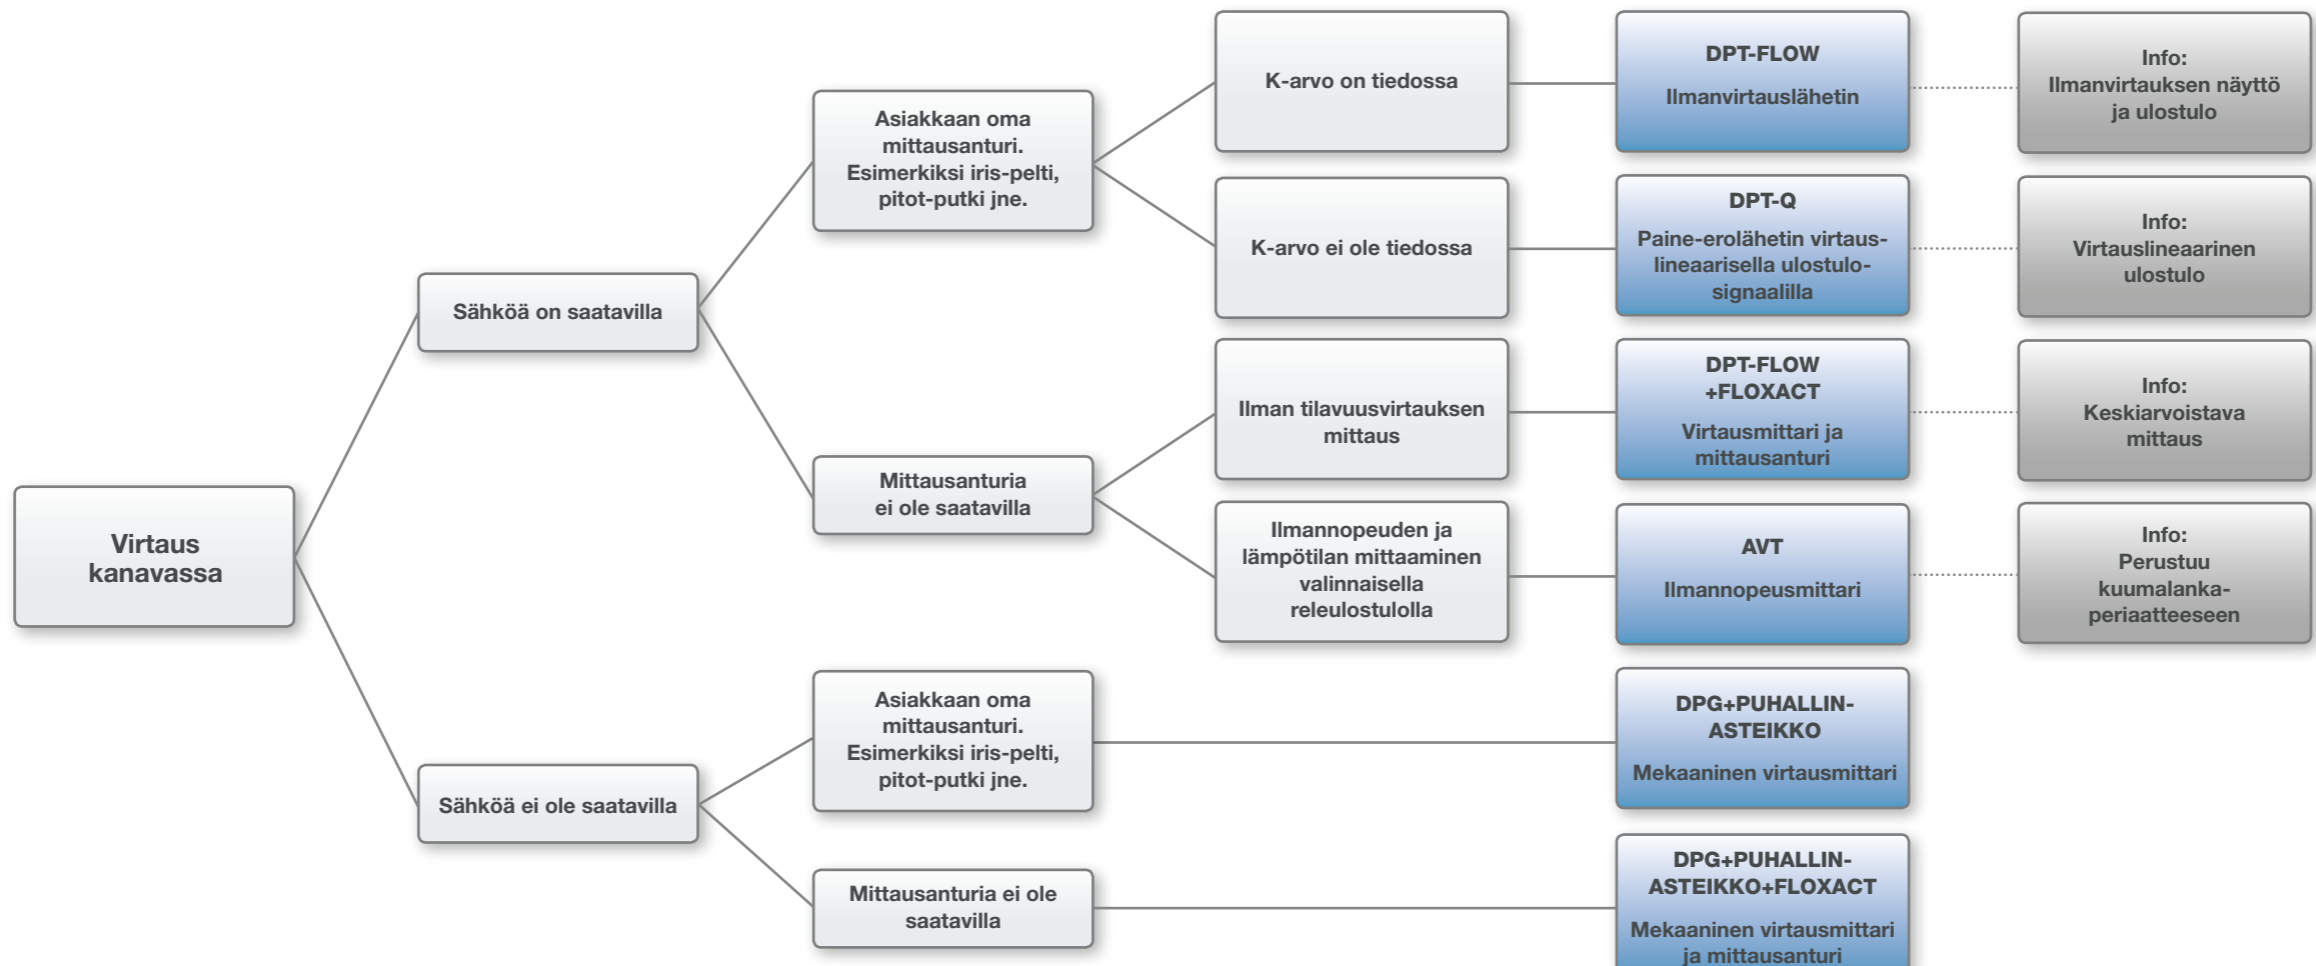 Virtaus
kanavassa
Sähköä on saatavilla
Asiakkaan oma
mittausanturi.
Esimerkiksi iris-pelti,
pitot-putki jne.
K-arvo on tiedossa
DPT-FLOW
Ilmanvirtauslähetin
Info:
Ilmanvirtauksen näyttö
ja ulostulo
K-arvo ei ole tiedossa
DPT-Q
Paine-erolähetin virtaus-
lineaarisella ulostulo-
signaalilla
Info:
Virtauslineaarinen
ulostulo
Mittausanturia
ei ole saatavilla
Ilman tilavuusvirtauksen
mittaus
DPT-FLOW
+FLOXACT
Virtausmittari ja
mittausanturi
Info:
Keskiarvoistava
mittaus
Ilmannopeuden ja
lämpötilan mittaaminen
valinnaisella
releulostulolla
AVT
Ilmannopeusmittari
Info:
Perustuu
kuumalanka-
periaatteeseen
Sähköä ei ole saatavilla
Asiakkaan oma
mittausanturi.
Esimerkiksi iris-pelti,
pitot-putki jne.
DPG+PUHALLIN-
ASTEIKKO
Mekaaninen virtausmittari
Mittausanturia ei ole
saatavilla
DPG+PUHALLIN-
ASTEIKKO+FLOXACT
Mekaaninen virtausmittari
ja mittausanturi